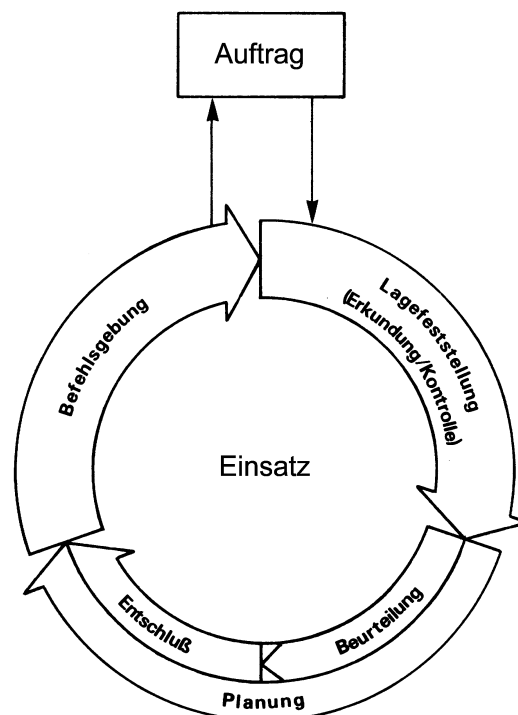 Auftrag
Befehlsgebung
Lagefeststellung
(Erkundung/Kontrolle)
Einsatz
Entschluß
Beurteilung
Planung